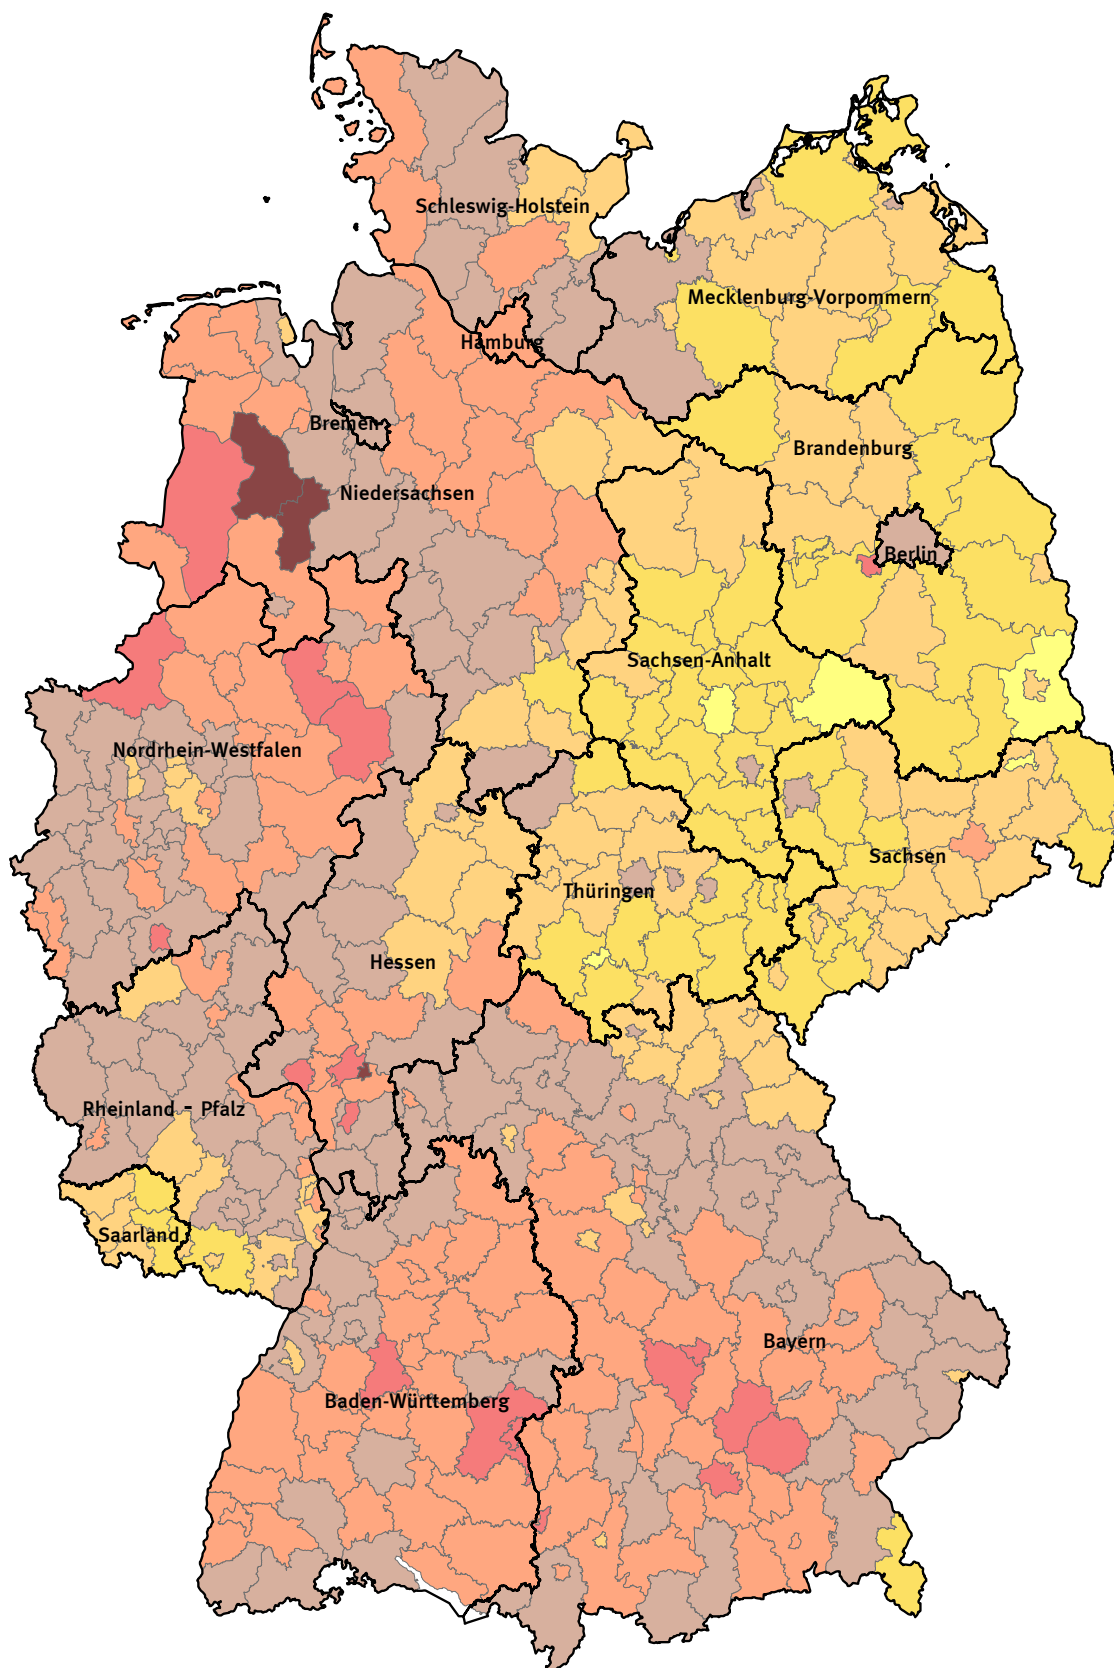 Schleswig-Holstein
Mecklenburg-Vorpommern
Hamburg
Bremen
Brandenburg
Niedersachsen
Berlin
Sachsen-Anhalt
Nordrhein-Westfalen
Sachsen
Thüringen
Hessen
Rheinland - Pfalz
Saarland
Bayern
Baden-Württemberg